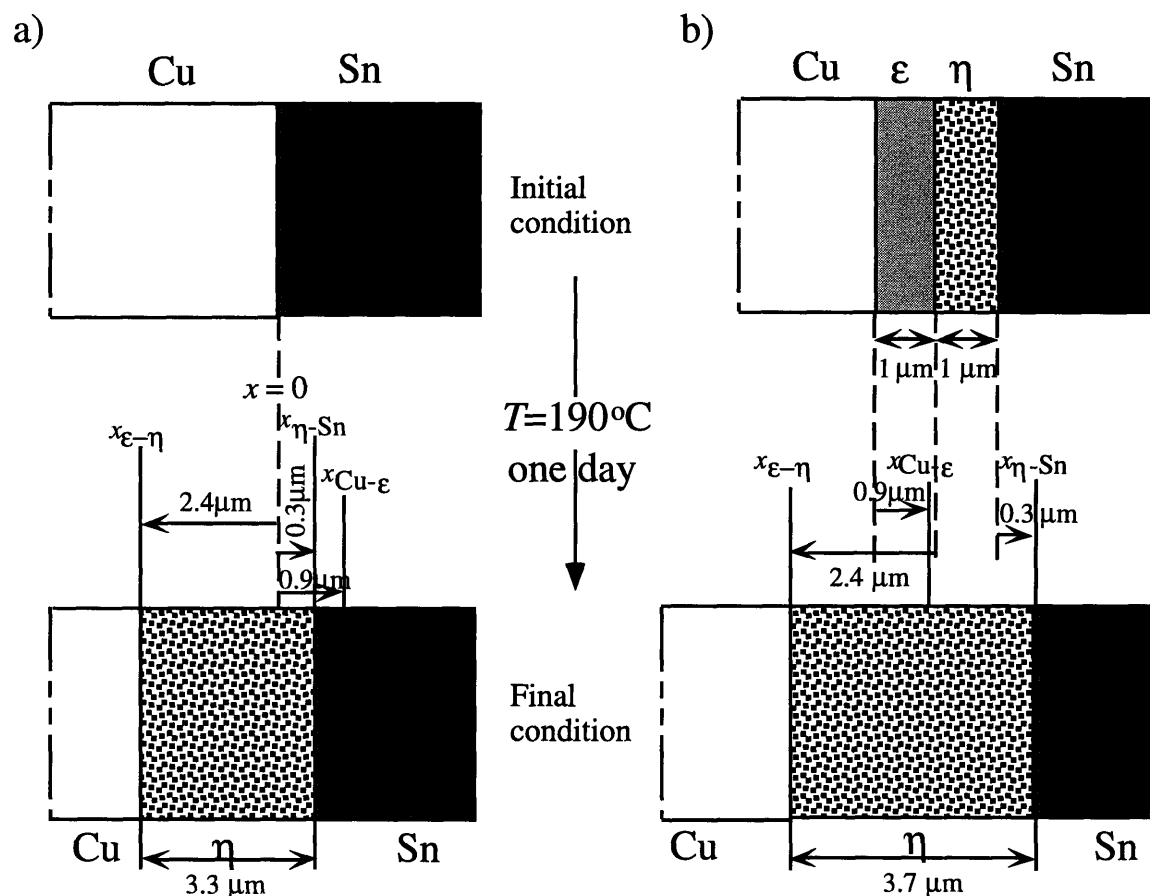 a)
b)
Cu Sn
Cu ε η Sn
Initial
condition
1 μm 1 μm
x = 0
T=190°C
one day
xε–η
xη-Sn
xCu-ε
2.4μm
0.3μm
0.9μm
xε–η
xCu-ε
xη-Sn
0.9μm
0.3 μm
2.4 μm
Final
condition
Cu η Sn
3.3 μm
Cu η Sn
3.7 μm